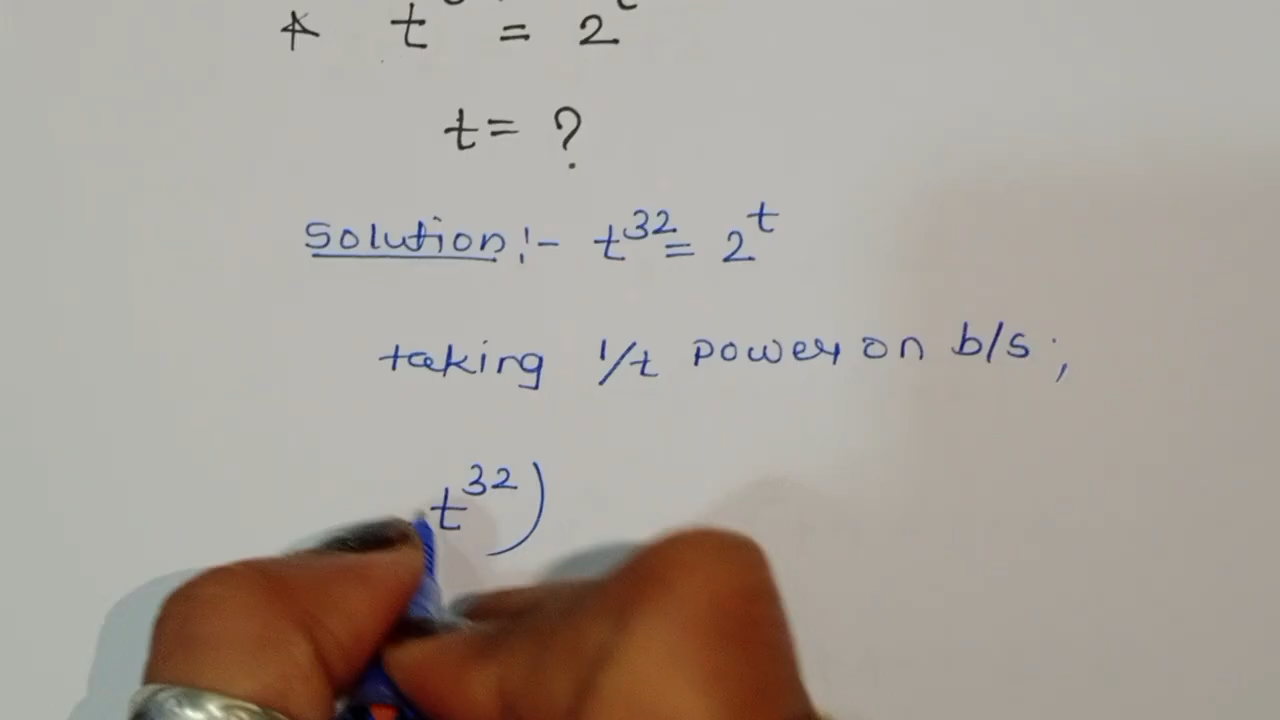 * t = 2
t = ?
Solution :- t^32 = 2^t
taking 1/t power on b/s ;
t^32)